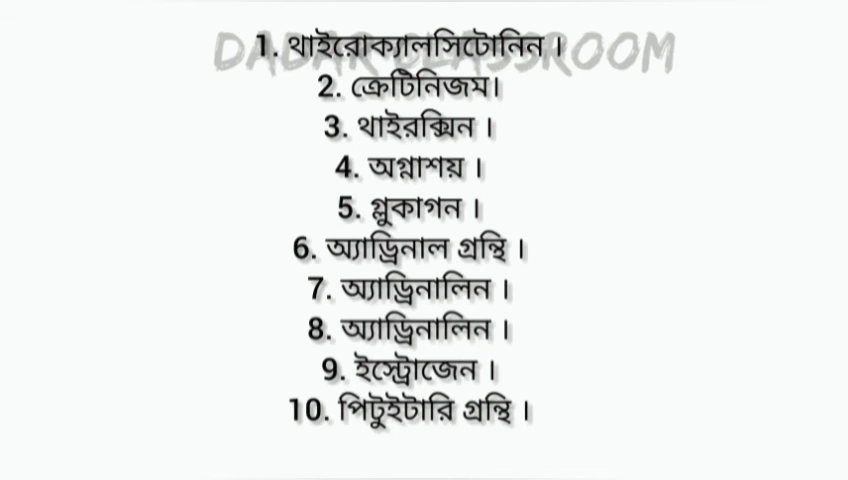 DADAR CLASSROOM
1. থাইরোক্যালসিটোনিন ।
2. ক্রেটিনিজম।
3. থাইরক্সিন ।
4. অগ্নাশয় ।
5. গ্লুকাগন ।
6. অ্যাড্রিনাল গ্রন্থি ।
7. অ্যাড্রিনালিন ।
8. অ্যাড্রিনালিন ।
9. ইস্ট্রোজেন ।
10. পিটুইটারি গ্রন্থি ।